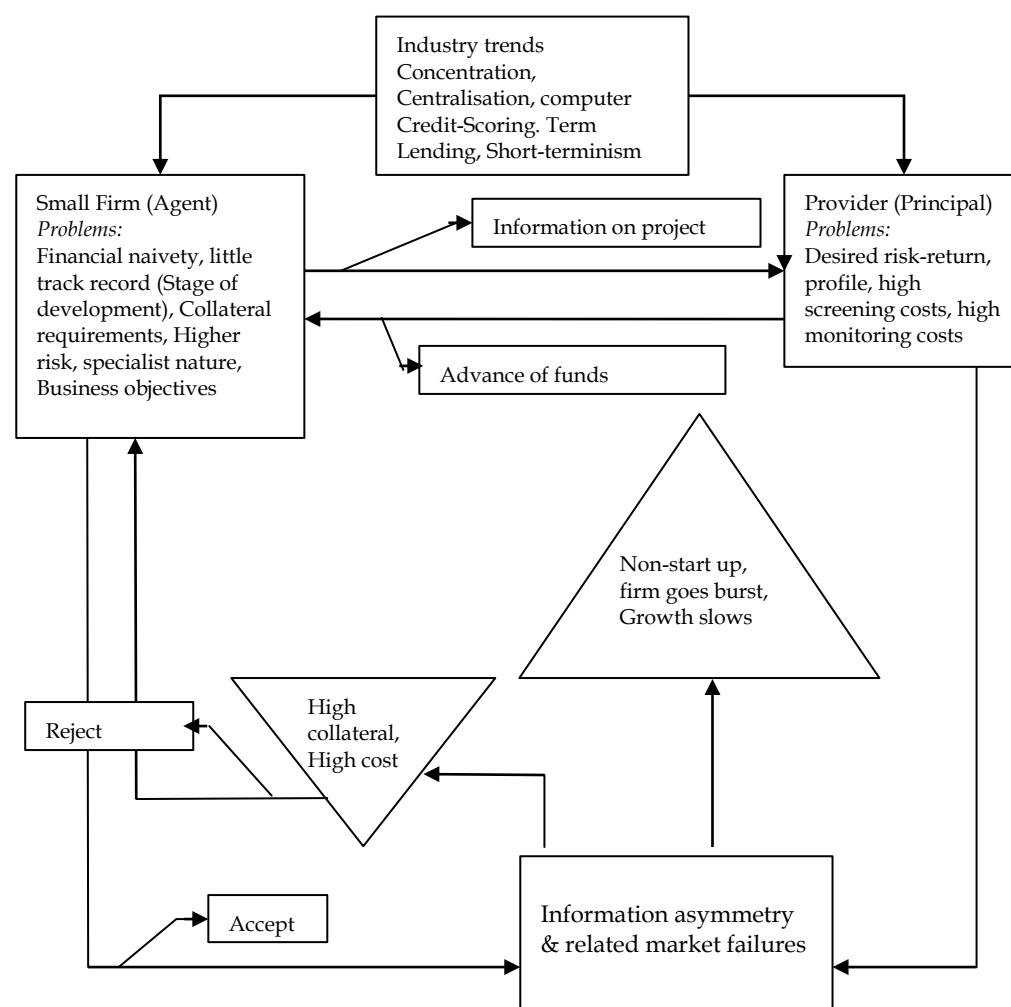 Industry trends
Concentration,
Centralisation, computer
Credit-Scoring. Term
Lending, Short-terminism
Small Firm (Agent)
Problems:
Financial naivety, little
track record (Stage of
development), Collateral
requirements, Higher
risk, specialist nature,
Business objectives
Information on project
Provider (Principal)
Problems:
Desired risk-return,
profile, high
screening costs, high
monitoring costs
Advance of funds
Non-start up,
firm goes burst,
Growth slows
High
collateral,
High cost
Reject
Accept
Information asymmetry
& related market failures